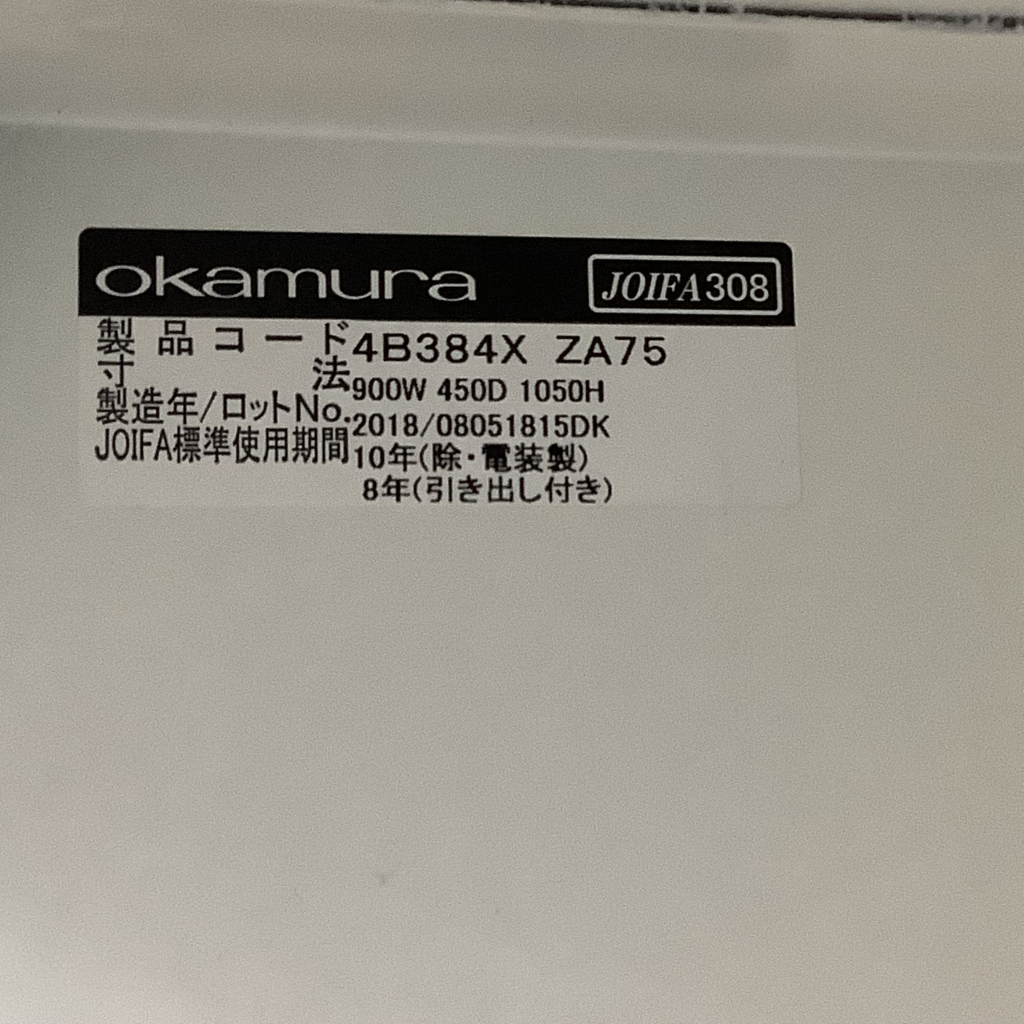 okamura JOIFA308
製品コード 4B384X ZA75
寸法 900W 450D 1050H
製造年/ロットNo. 2018/08051815DK
JOIFA標準使用期間 10年(除・電装製)
8年(引き出し付き)